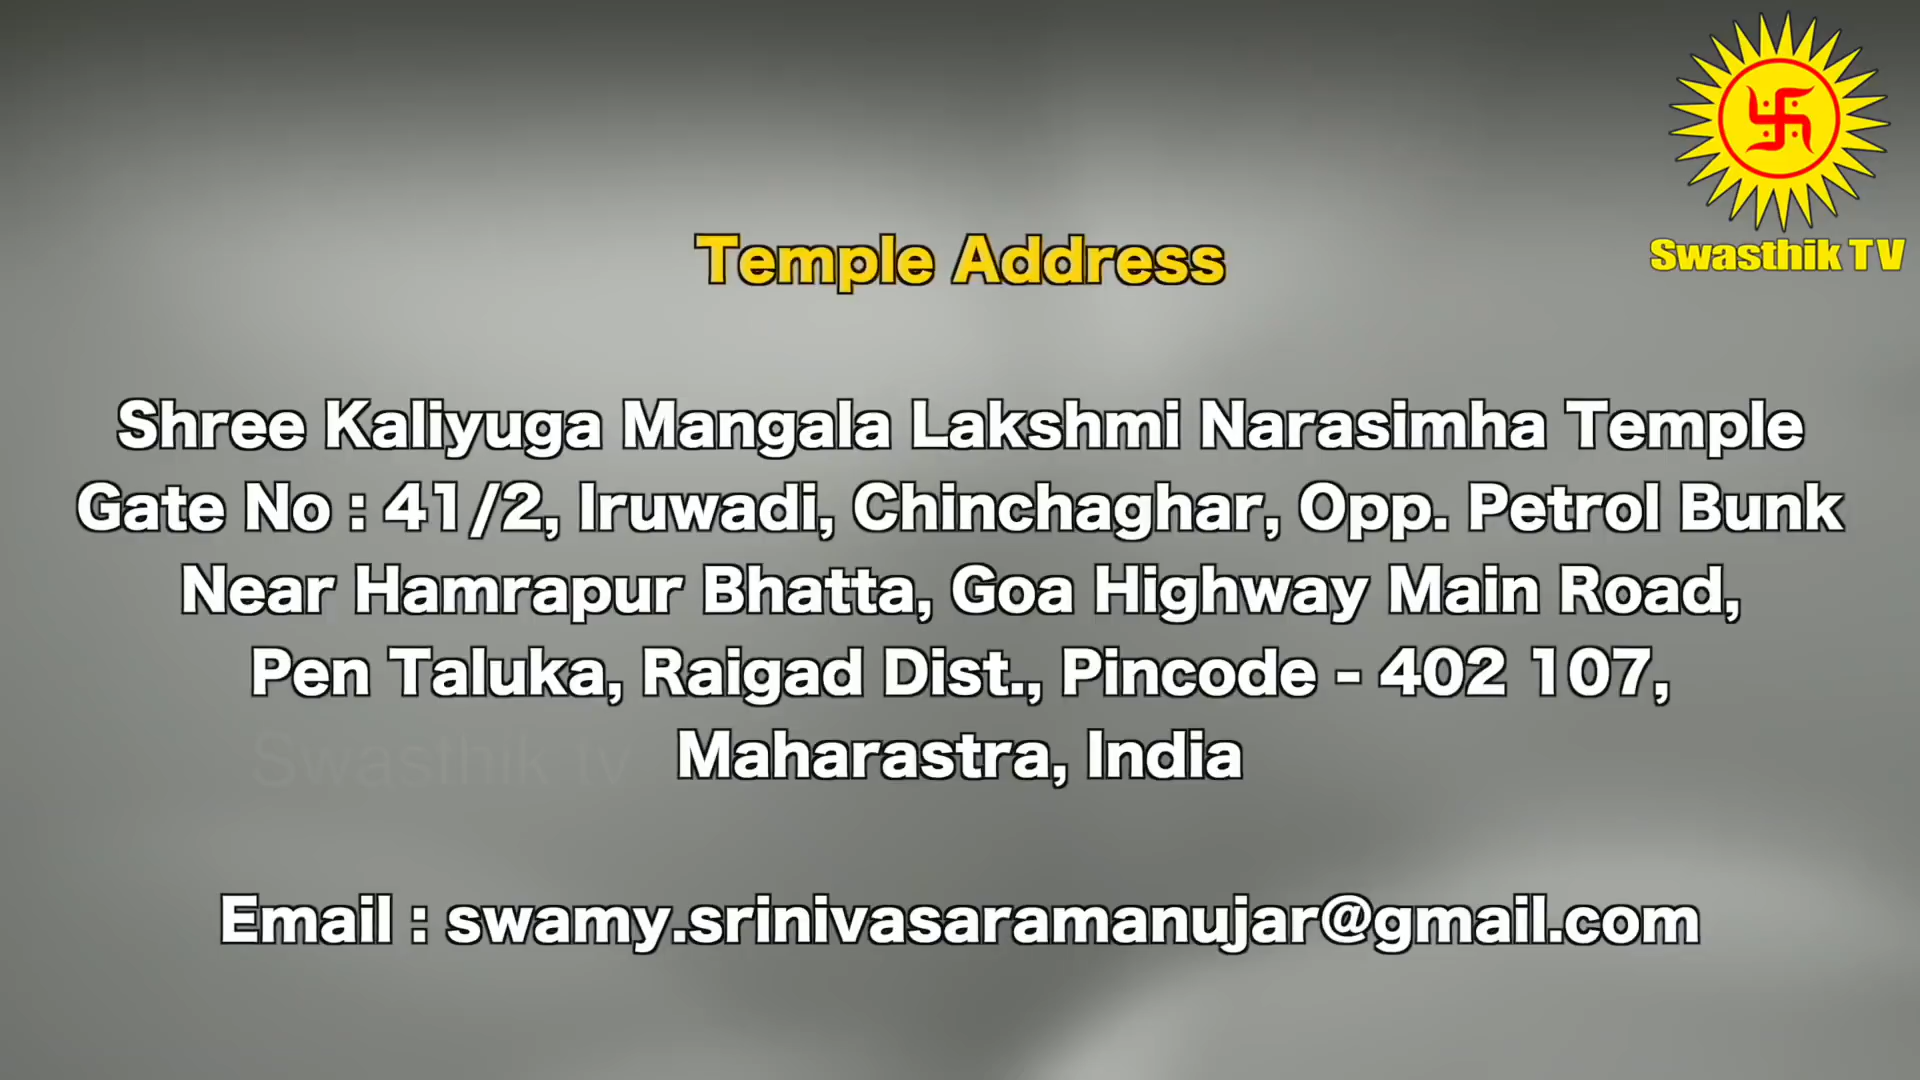 Swasthik TV
Temple Address
Shree Kaliyuga Mangala Lakshmi Narasimha Temple
Gate No : 41/2, Iruwadi, Chinchaghar, Opp. Petrol Bunk
Near Hamrapur Bhatta, Goa Highway Main Road,
Pen Taluka, Raigad Dist., Pincode - 402 107,
Maharastra, India
Swasthik tv
Email : swamy.srinivasaramanujar@gmail.com